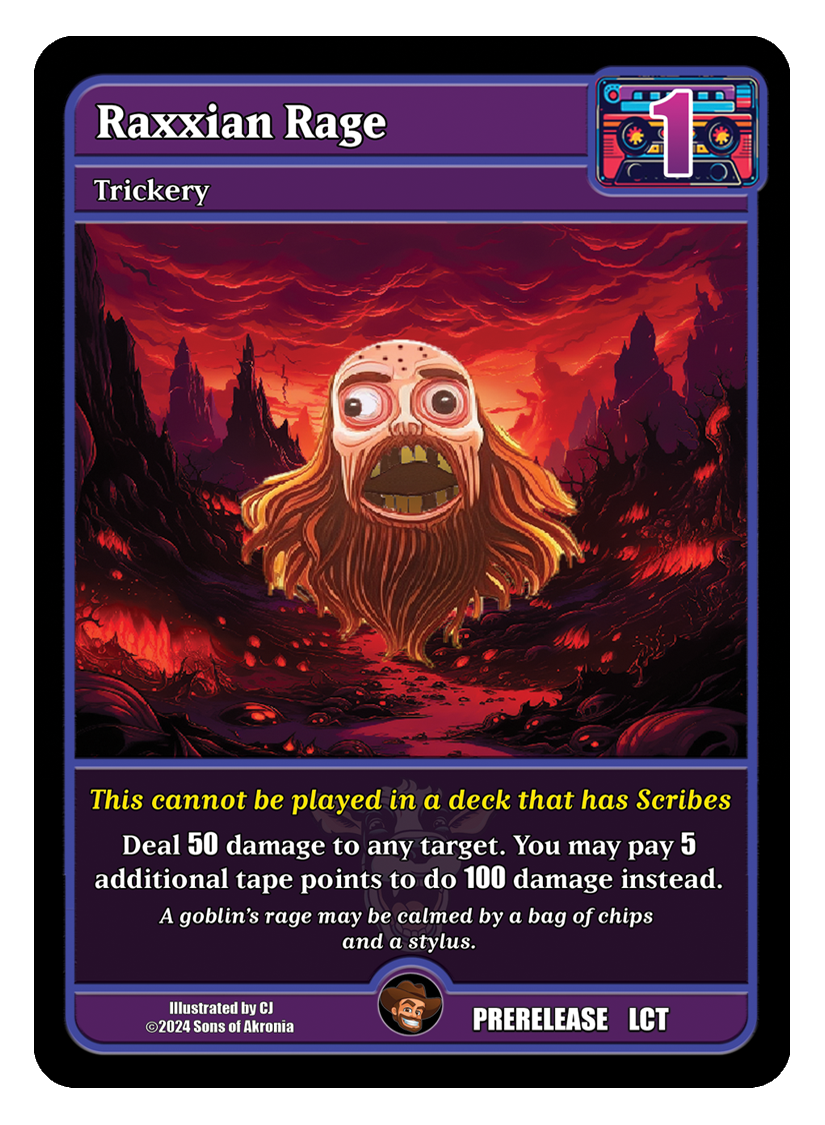 Raxxian Rage
1
Trickery
This cannot be played in a deck that has Scribes
Deal 50 damage to any target. You may pay 5
additional tape points to do 100 damage instead.
A goblin’s rage may be calmed by a bag of chips
and a stylus.
Illustrated by CJ
©2024 Sons of Akronia
PRERELEASE LCT